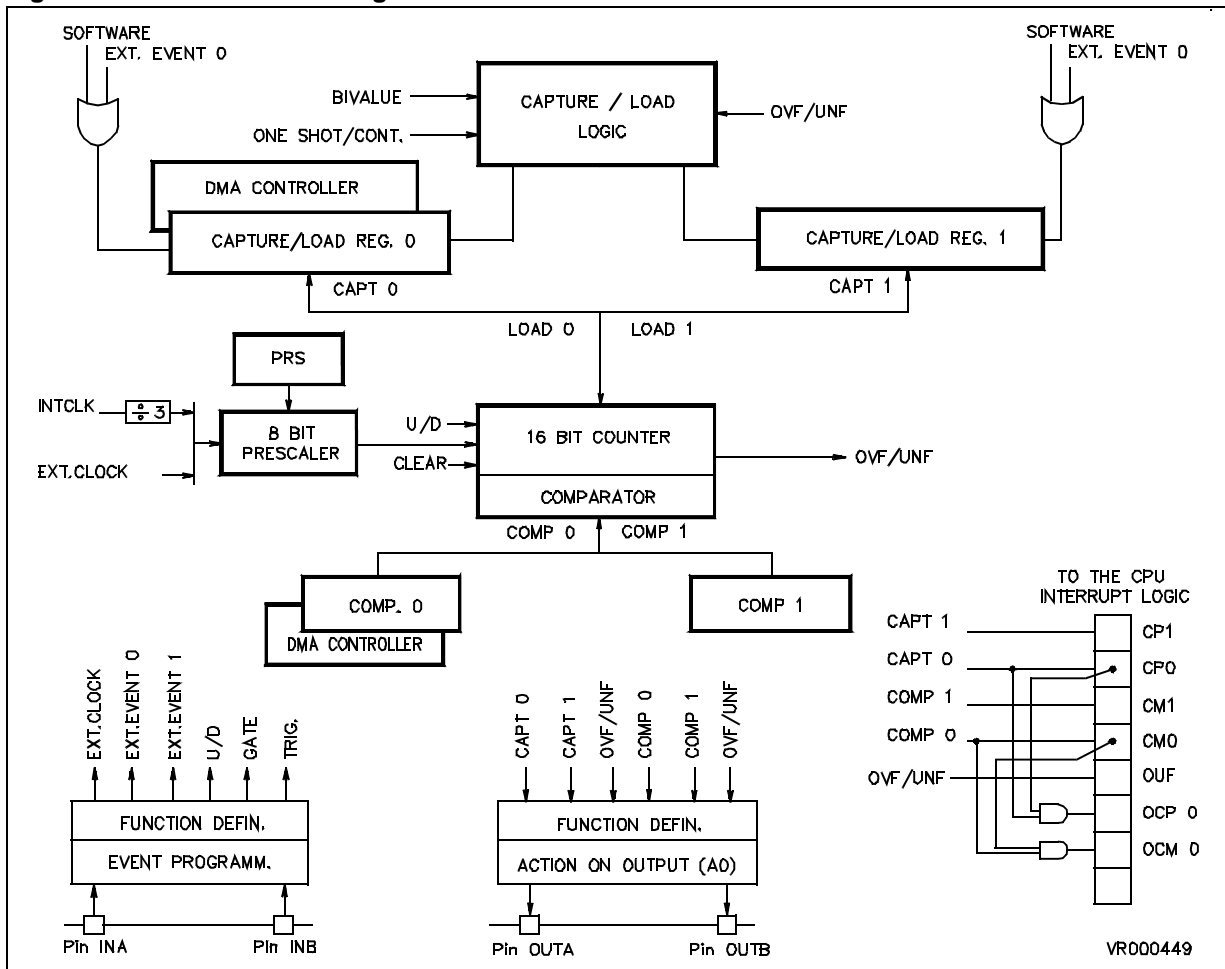 SOFTWARE
EXT. EVENT 0
SOFTWARE
EXT. EVENT 0
BIVALUE
ONE SHOT/CONT.
CAPTURE / LOAD
LOGIC
OVF/UNF
DMA CONTROLLER
CAPTURE/LOAD REG. 0
CAPTURE/LOAD REG. 1
CAPT 0
CAPT 1
LOAD 0
LOAD 1
PRS
INTCLK
÷ 3
8 BIT
PRESCALER
EXT.CLOCK
U/D
CLEAR
16 BIT COUNTER
COMPARATOR
OVF/UNF
COMP 0
COMP 1
COMP. 0
DMA CONTROLLER
COMP 1
TO THE CPU
INTERRUPT LOGIC
CAPT 1
CP1
CAPT 0
CP0
COMP 1
CM1
COMP 0
CM0
OVF/UNF
OUF
OCP 0
OCM 0
EXT.CLOCK
EXT.EVENT 0
EXT.EVENT 1
U/D
GATE
TRIG.
FUNCTION DEFIN.
EVENT PROGRAMM.
Pin INA
Pin INB
CAPT 0
CAPT 1
OVF/UNF
COMP 0
COMP 1
OVF/UNF
FUNCTION DEFIN.
ACTION ON OUTPUT (AO)
Pin OUTA
Pin OUTB
VR000449